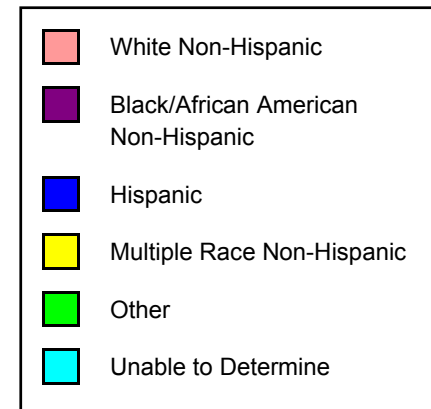 White Non-Hispanic
Black/African American
Non-Hispanic
Hispanic
Multiple Race Non-Hispanic
Other
Unable to Determine